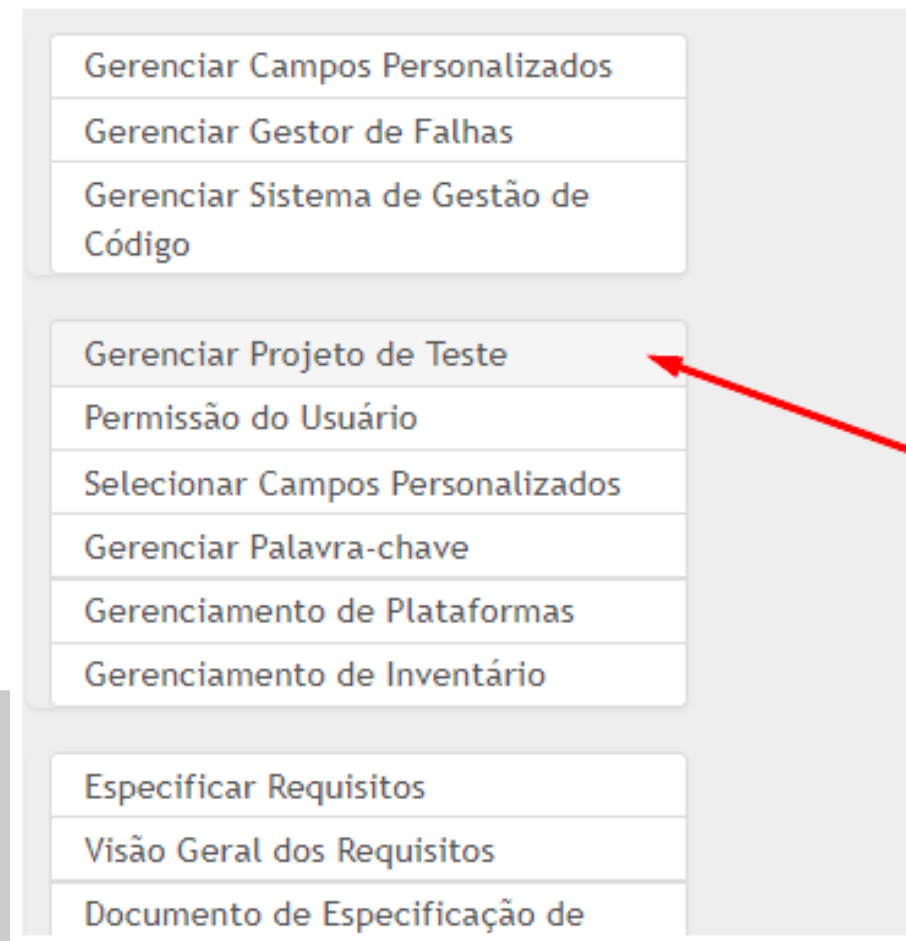 Gerenciar Campos Personalizados
Gerenciar Gestor de Falhas
Gerenciar Sistema de Gestão de
Código
Gerenciar Projeto de Teste
Permissão do Usuário
Selecionar Campos Personalizados
Gerenciar Palavra-chave
Gerenciamento de Plataformas
Gerenciamento de Inventário
Especificar Requisitos
Visão Geral dos Requisitos
Documento de Especificação de